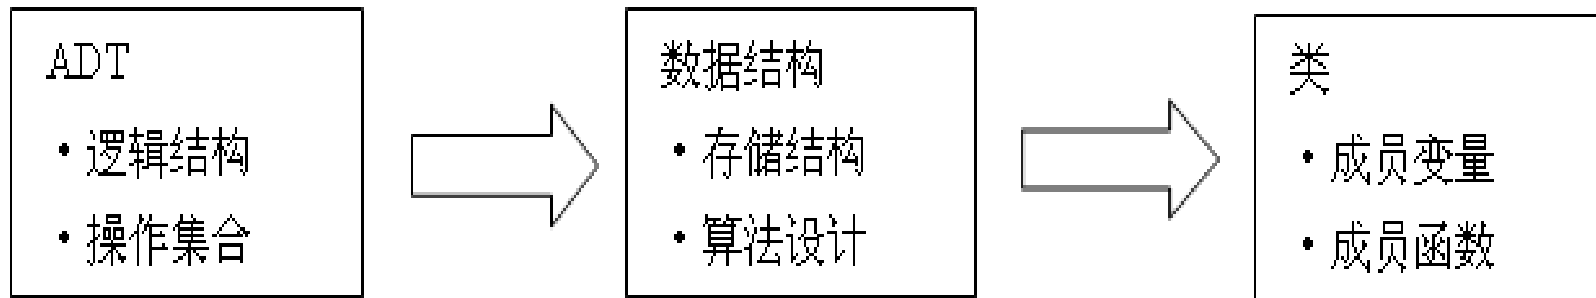 ADT
• 逻辑结构
• 操作集合
数据结构
• 存储结构
• 算法设计
类
• 成员变量
• 成员函数